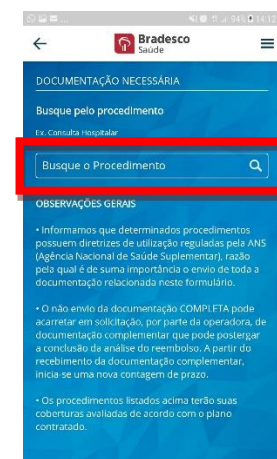 94% 14:12
Bradesco
Saúde
DOCUMENTAÇÃO NECESSÁRIA
Busque pelo procedimento
Ex. Consulta Hospitalar
Busque o Procedimento
OBSERVAÇÕES GERAIS
• Informamos que determinados procedimentos
possuem diretrizes de utilização reguladas pela ANS
(Agência Nacional de Saúde Suplementar), razão
pela qual é de suma importância o envio de toda a
documentação relacionada neste formulário.
• O não envio da documentação COMPLETA pode
acarretar em solicitação, por parte da operadora, de
documentação complementar que pode postergar
a conclusão da análise do reembolso. A partir do
recebimento da documentação complementar,
inicia-se uma nova contagem de prazo.
• Os procedimentos listados acima terão suas
coberturas avaliadas de acordo com o plano
contratado.